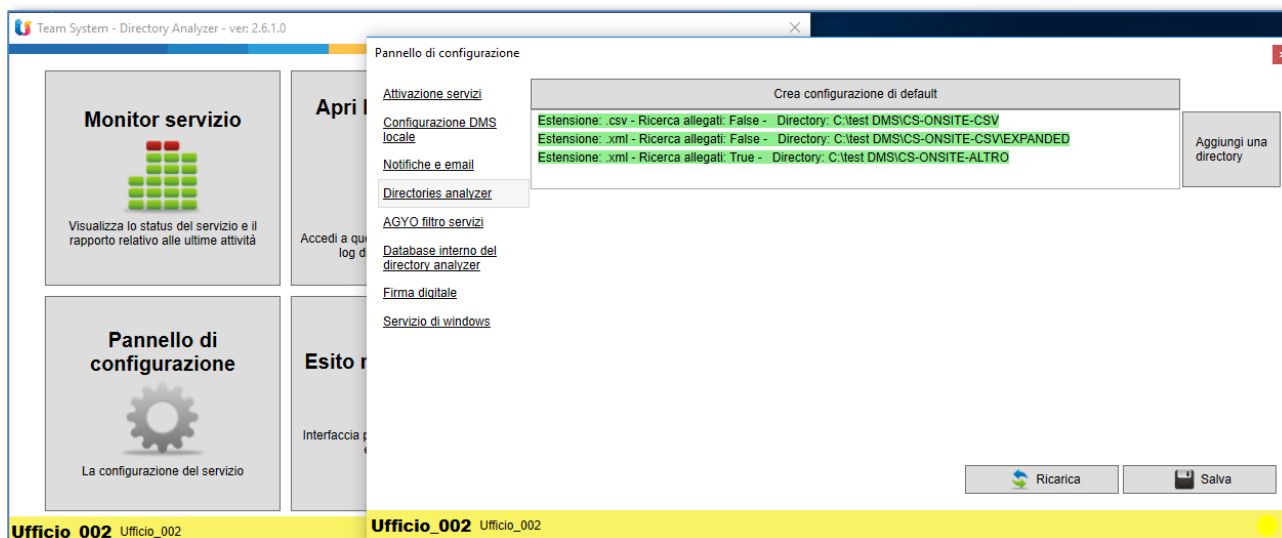 Team System - Directory Analyzer - ver: 2.6.1.0
Monitor servizio
Visualizza lo status del servizio e il
rapporto relativo alle ultime attività
Apri
Accedi a
log
Pannello di
configurazione
La configurazione del servizio
Esito
Interfaccia
Ufficio_002 Ufficio_002
Pannello di configurazione
Attivazione servizi
Configurazione DMS
locale
Notifiche e email
Directories analyzer
AGYO filtro servizi
Database interno del
directory analyzer
Firma digitale
Servizio di windows
Crea configurazione di default
Estensione: .csv - Ricerca allegati: False - Directory: C:\test DMS\CS-ONSITE-CSV
Estensione: .xml - Ricerca allegati: False - Directory: C:\test DMS\CS-ONSITE-CSV\EXPANDED
Estensione: .xml - Ricerca allegati: True - Directory: C:\test DMS\CS-ONSITE-ALTRO
Aggiungi una
directory
Ricarica
Salva
Ufficio_002 Ufficio_002